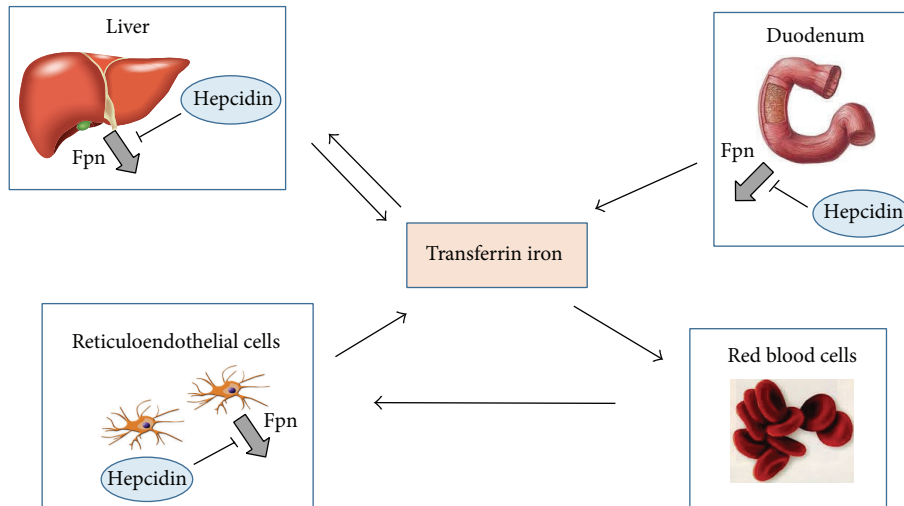 Liver
Hepcidin
Fpn
Duodenum
Fpn
Hepcidin
Transferrin iron
Reticuloendothelial cells
Fpn
Hepcidin
Red blood cells